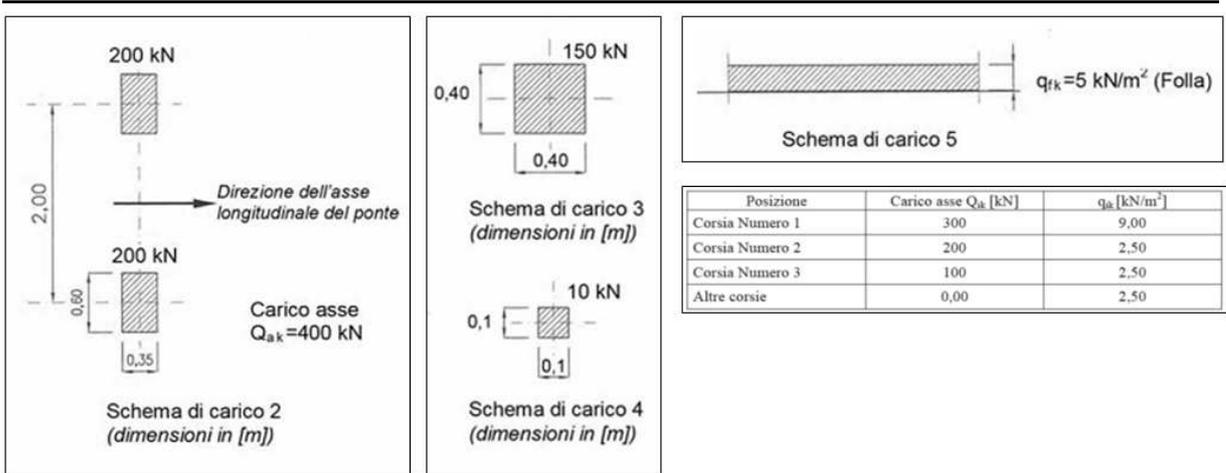 200 kN
2,00
Direzione dell'asse
longitudinale del ponte
200 kN
0,60
Carico asse
Qak=400 kN
0,35
Schema di carico 2
(dimensioni in [m])
150 kN
0,40
0,40
Schema di carico 3
(dimensioni in [m])
10 kN
0,1
0,1
Schema di carico 4
(dimensioni in [m])
qfk=5 kN/m² (Folla)
Schema di carico 5
Posizione Carico asse Qik [kN] qik [kN/m²]
Corsia Numero 1 300 9,00
Corsia Numero 2 200 2,50
Corsia Numero 3 100 2,50
Altre corsie 0,00 2,50